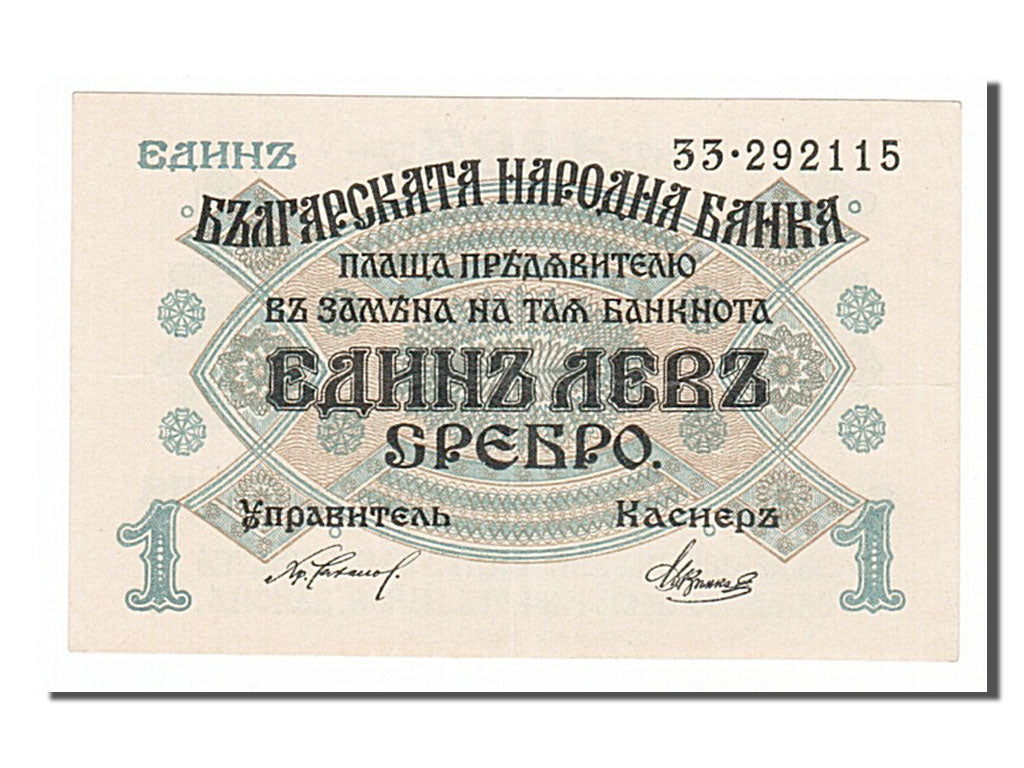 ЕДИНЪ
33·292115
БЪЛГАРСКАТА НАРОДНА БАНКА
ПЛАЩА ПРѢДЯВИТЕЛЮ
ВЪ ЗАМѢНА НА ТАЯ БАНКНОТА
ЕДИНЪ ЛЕВЪ
СРЕБРО.
Управитель Касиеръ
1 1